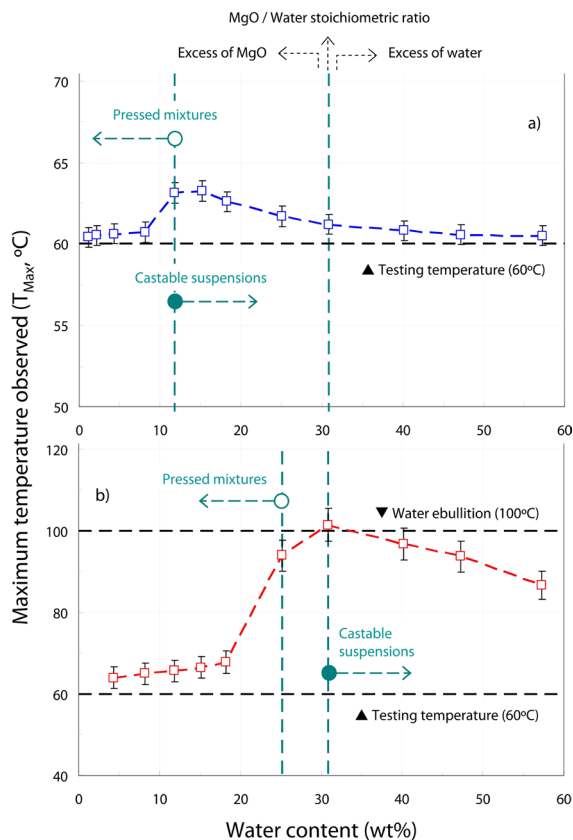 MgO / Water stoichiometric ratio
Excess of MgO
Excess of water
70
65
60
55
50
Pressed mixtures
a)
Castable suspensions
▲ Testing temperature (60ºC)
0 10 20 30 40 50 60
Maximum temperature observed (TMax, ºC)
120
100
80
60
40
b)
Pressed mixtures
▼ Water ebullition (100ºC)
Castable
suspensions
▲ Testing temperature (60ºC)
0 10 20 30 40 50 60
Water content (wt%)